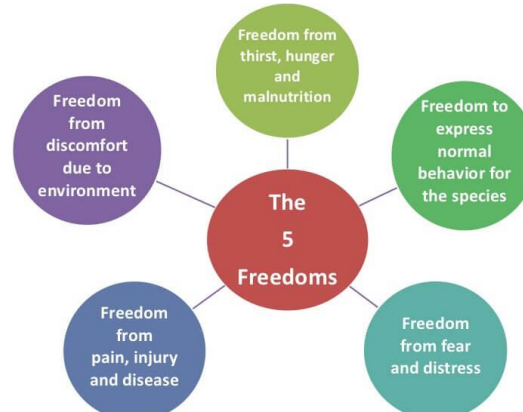 Freedom from
thirst, hunger
and
malnutrition
Freedom
from
discomfort
due to
environment
Freedom to
express
normal
behavior for
the species
The
5
Freedoms
Freedom
from
pain, injury
and disease
Freedom
from fear
and distress